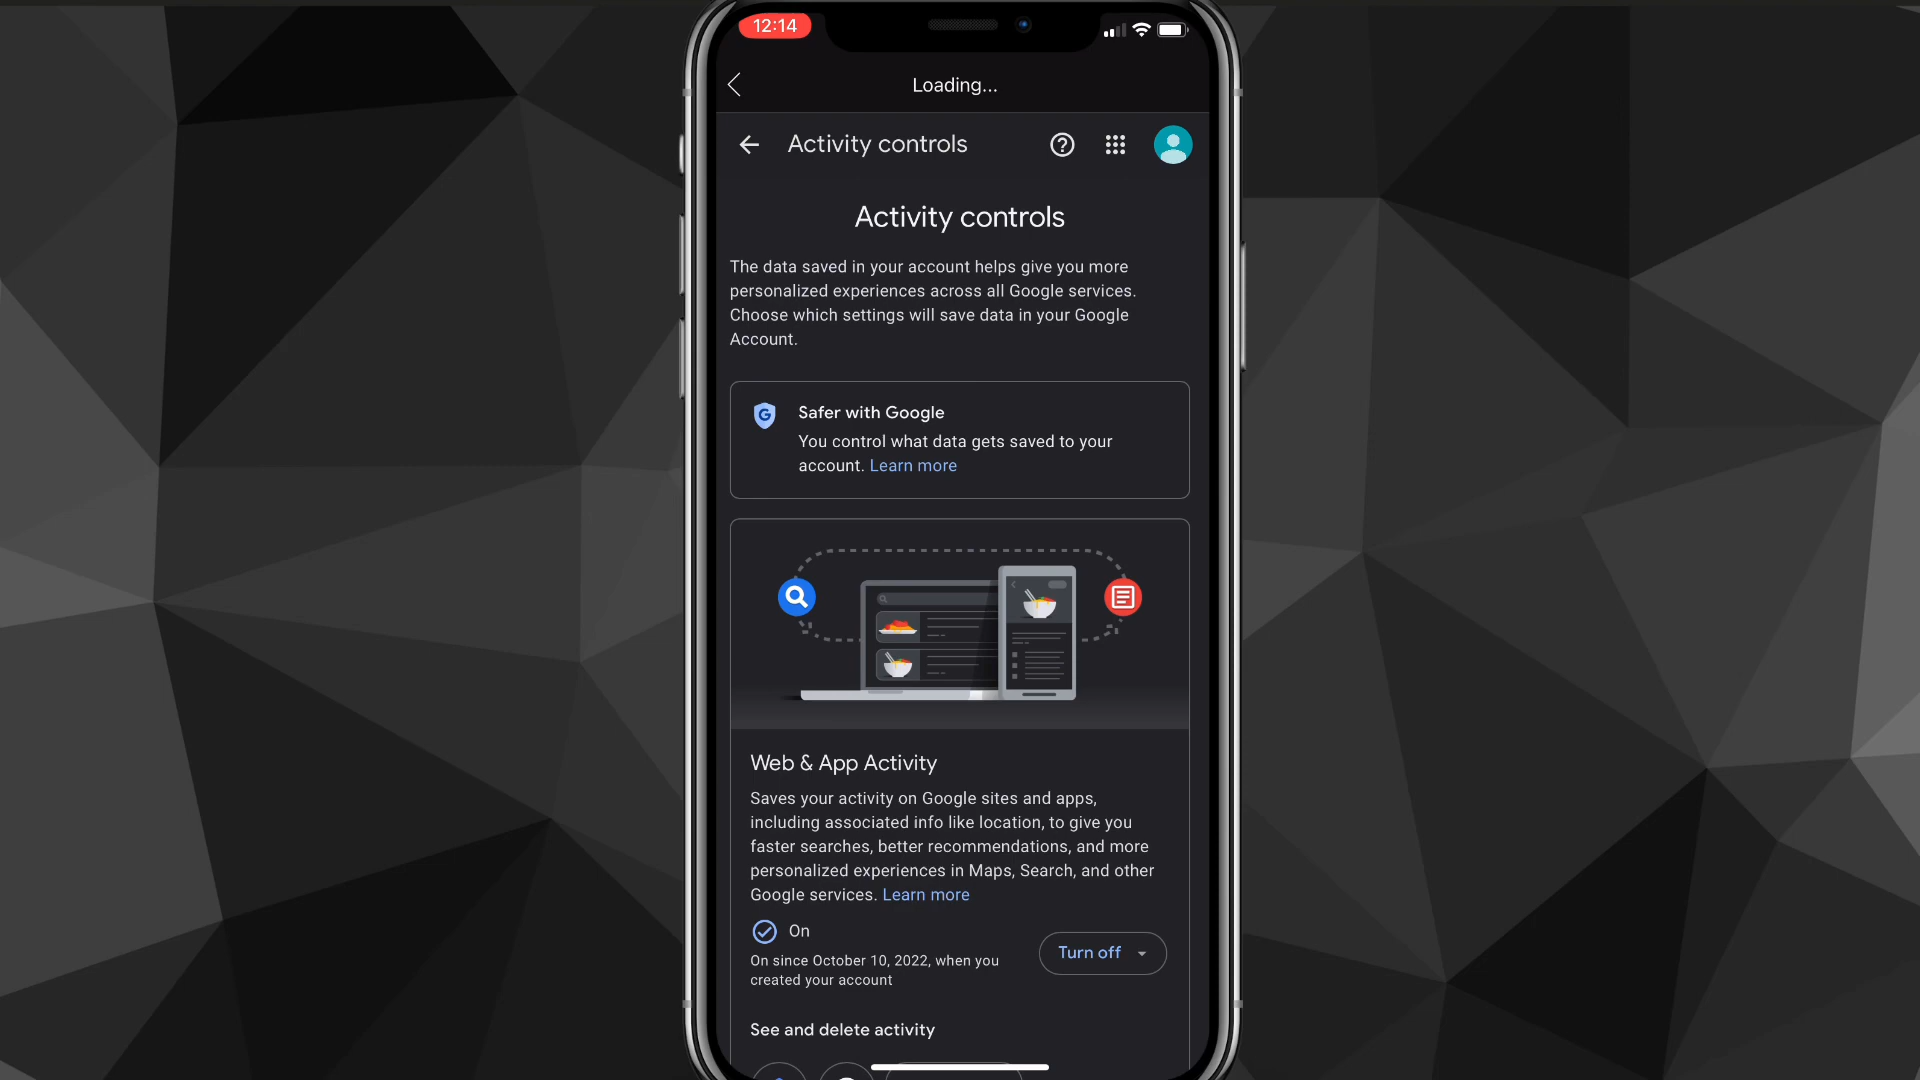 12:14
Loading...
Activity controls
Activity controls
The data saved in your account helps give you more
personalized experiences across all Google services.
Choose which settings will save data in your Google
Account.
G
Safer with Google
You control what data gets saved to your
account. Learn more
Web & App Activity
Saves your activity on Google sites and apps,
including associated info like location, to give you
faster searches, better recommendations, and more
personalized experiences in Maps, Search, and other
Google services. Learn more
On
On since October 10, 2022, when you
created your account
Turn off
See and delete activity